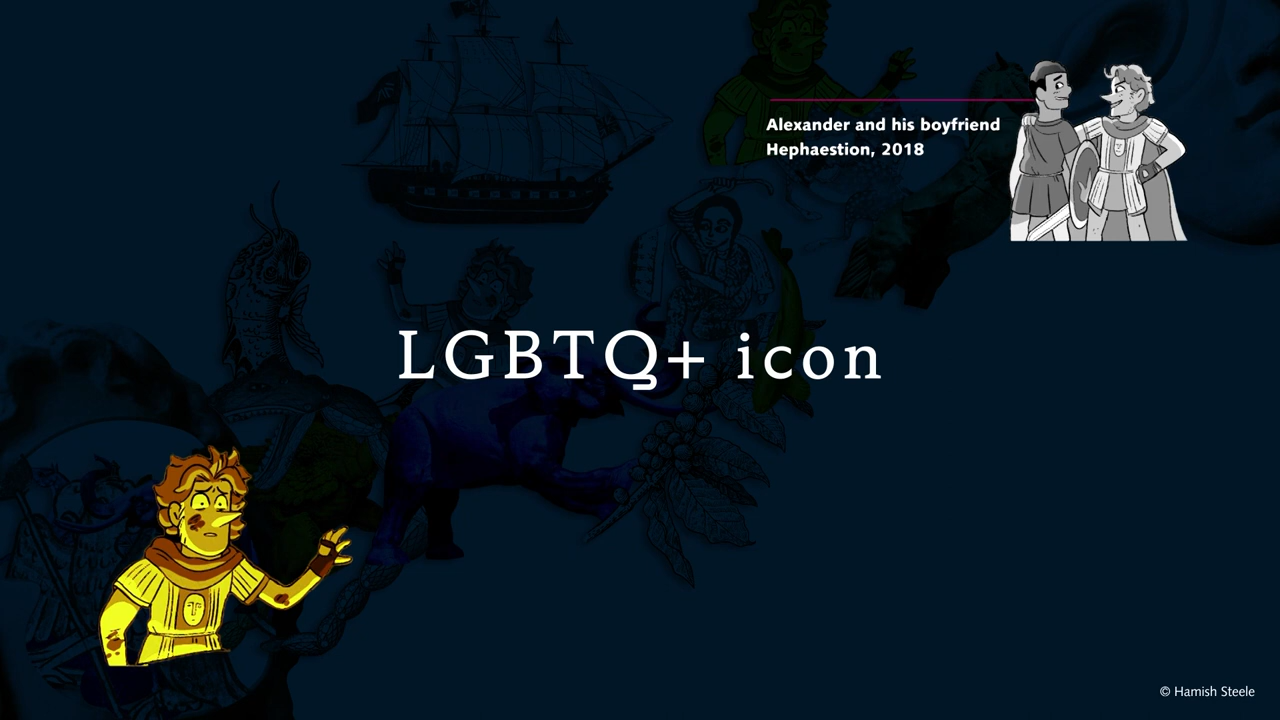 Alexander and his boyfriend
Hephaestion, 2018
LGBTQ+ icon
© Hamish Steele